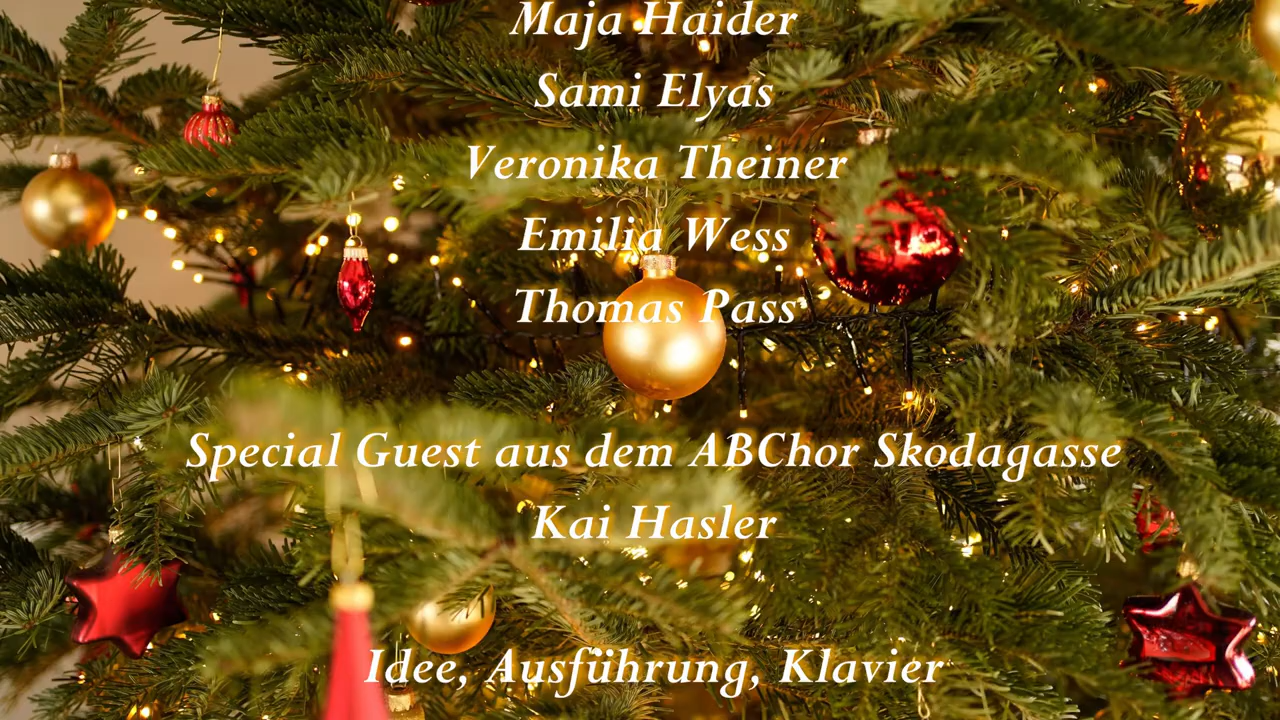 Maja Haider
Sami Elyas
Veronika Theiner
Emilia Wess
Thomas Pass
Special Guest aus dem ABChor Skodagasse
Kai Hasler
Idee, Ausführung, Klavier